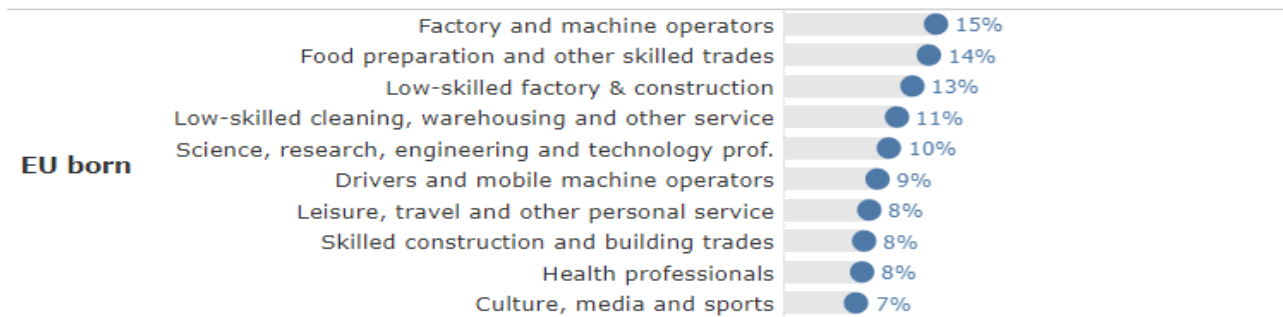 Factory and machine operators 15%
Food preparation and other skilled trades 14%
Low-skilled factory & construction 13%
Low-skilled cleaning, warehousing and other service 11%
Science, research, engineering and technology prof. 10%
EU born
Drivers and mobile machine operators 9%
Leisure, travel and other personal service 8%
Skilled construction and building trades 8%
Health professionals 8%
Culture, media and sports 7%